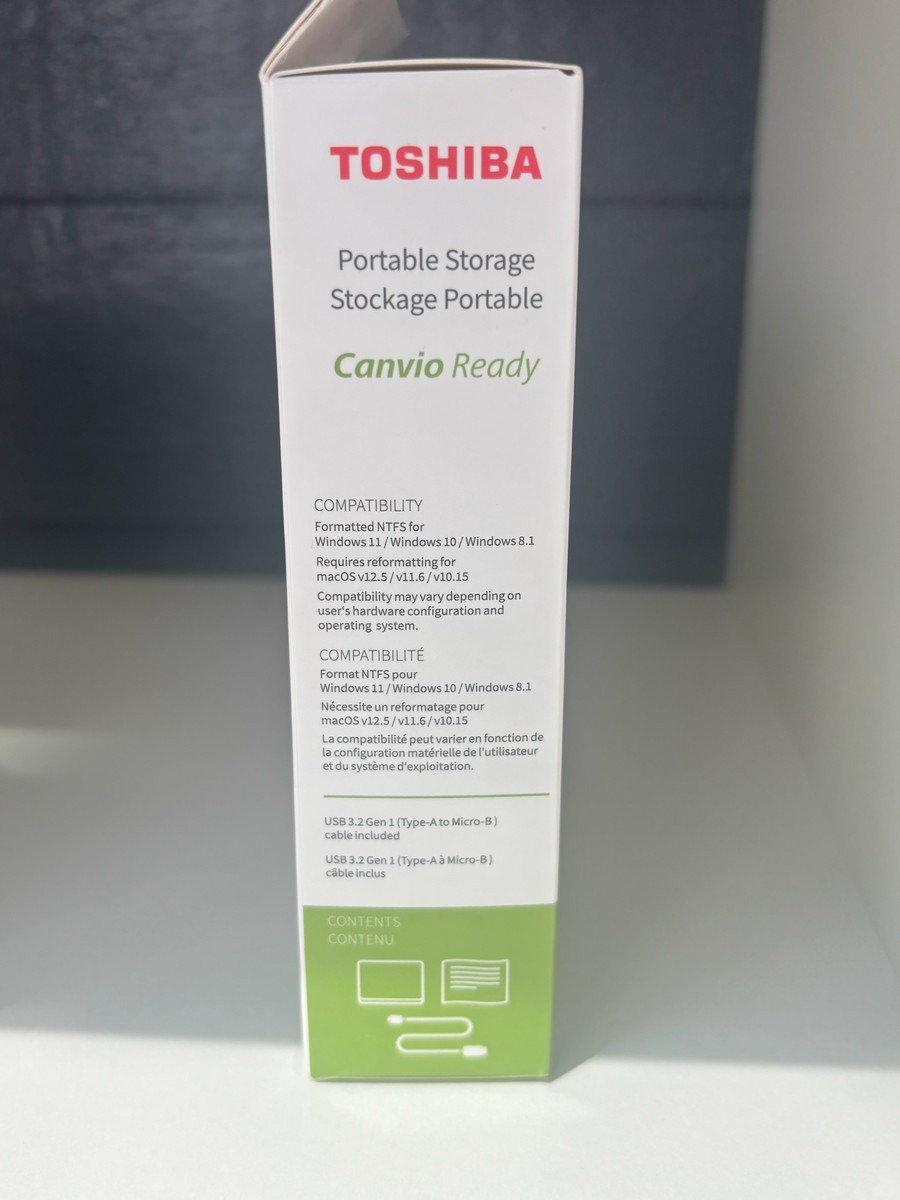 TOSHIBA
Portable Storage
Stockage Portable
Canvio Ready
COMPATIBILITY
Formatted NTFS for
Windows 11 / Windows 10 / Windows 8.1
Requires reformatting for
macOS v12.5 / v11.6 / v10.15
Compatibility may vary depending on
user's hardware configuration and
operating system.
COMPATIBILITÉ
Format NTFS pour
Windows 11 / Windows 10 / Windows 8.1
Nécessite un reformatage pour
macOS v12.5 / v11.6 / v10.15
La compatibilité peut varier en fonction de
la configuration matérielle de l'utilisateur
et du système d'exploitation.
USB 3.2 Gen 1 (Type-A to Micro-B )
cable included
USB 3.2 Gen 1 (Type-A à Micro-B )
câble inclus
CONTENTS
CONTENU